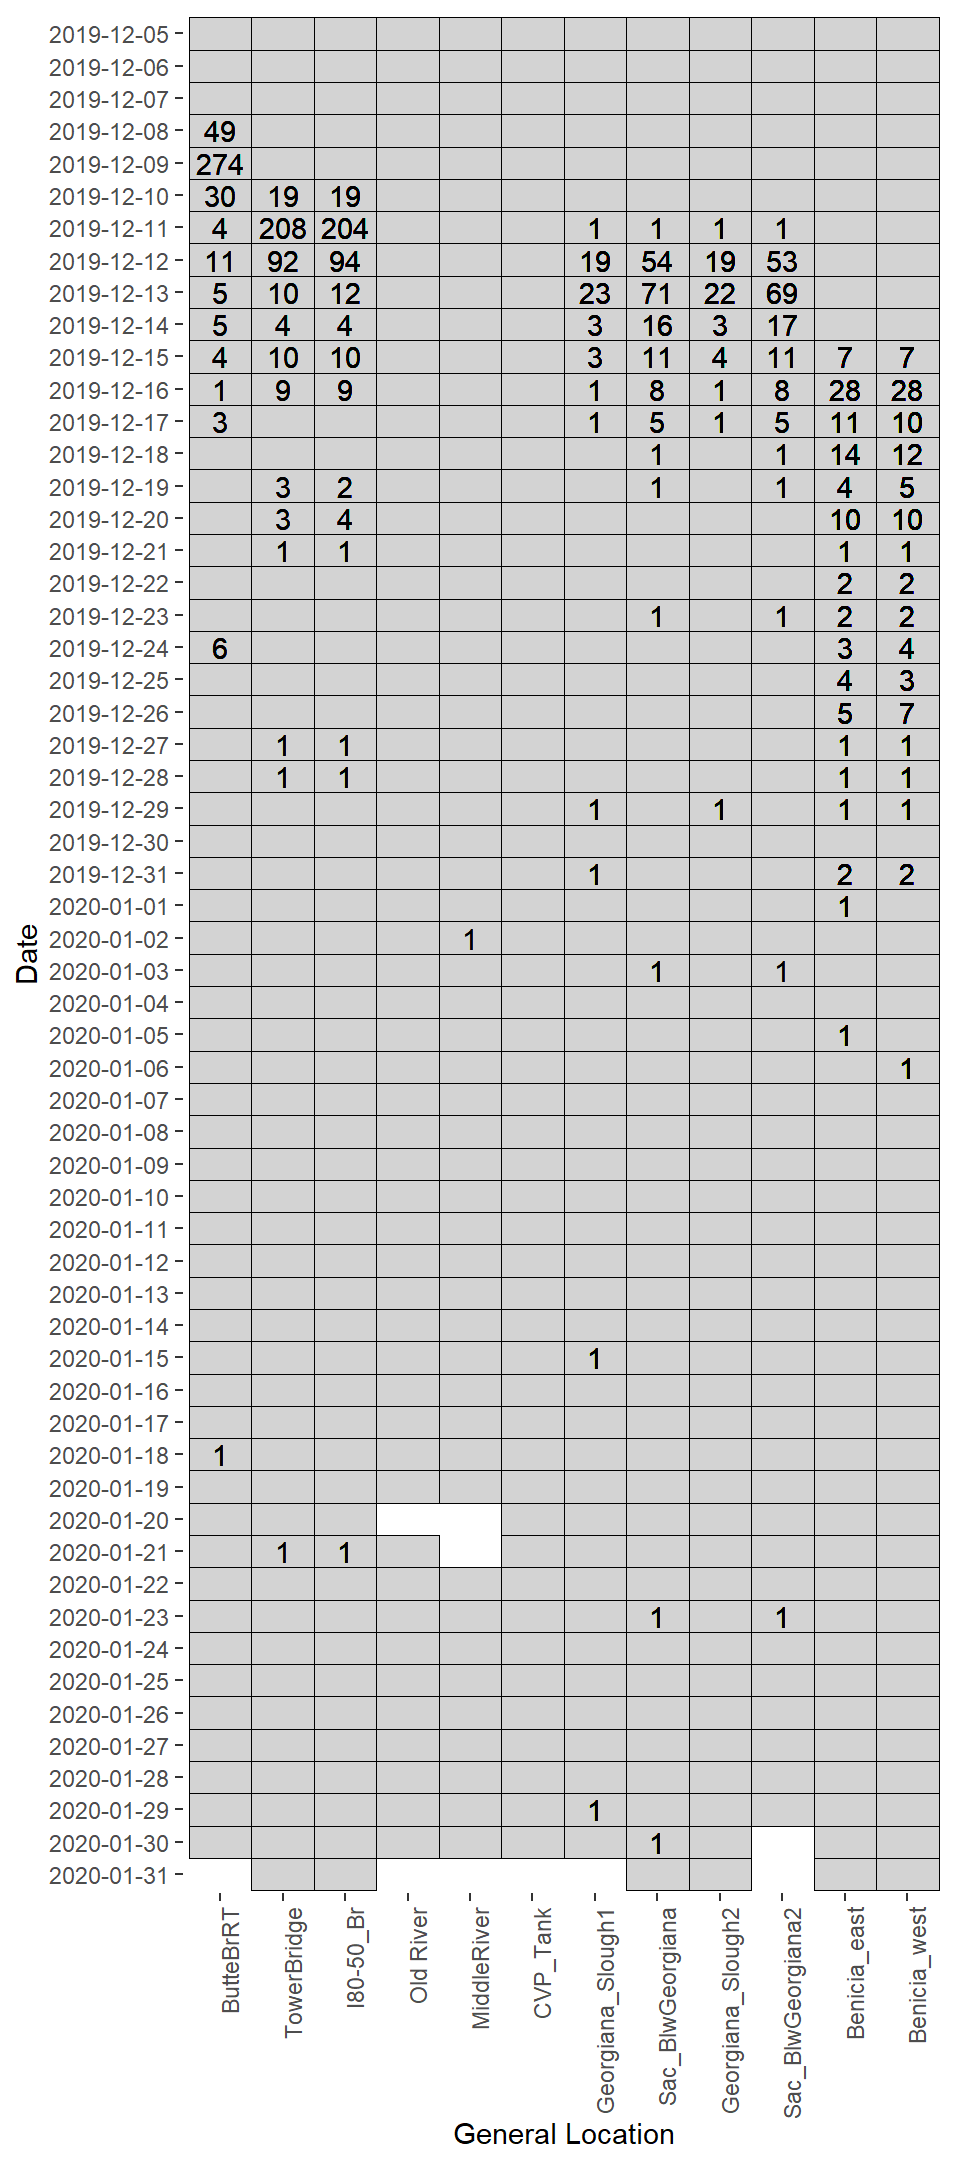 2019-12-05
2019-12-06
2019-12-07
2019-12-08 49
2019-12-09 274
2019-12-10 30 19 19
2019-12-11 4 208 204 1 1 1 1
2019-12-12 11 92 94 19 54 19 53
2019-12-13 5 10 12 23 71 22 69
2019-12-14 5 4 4 3 16 3 17
2019-12-15 4 10 10 3 11 4 11 7 7
2019-12-16 1 9 9 1 8 1 8 28 28
2019-12-17 3 1 5 1 5 11 10
2019-12-18 1 1 14 12
2019-12-19 3 2 1 1 4 5
2019-12-20 3 4 10 10
2019-12-21 1 1 1 1
2019-12-22 2 2
2019-12-23 1 1 2 2
2019-12-24 6 3 4
2019-12-25 4 3
2019-12-26 5 7
2019-12-27 1 1 1 1
2019-12-28 1 1 1 1
2019-12-29 1 1 1 1
2019-12-30
2019-12-31 1 2 2
2020-01-01 1
2020-01-02 1
2020-01-03 1 1
2020-01-04
2020-01-05 1
2020-01-06 1
2020-01-07
2020-01-08
2020-01-09
2020-01-10
2020-01-11
2020-01-12
2020-01-13
2020-01-14
2020-01-15 1
2020-01-16
2020-01-17
2020-01-18 1
2020-01-19
2020-01-20
2020-01-21 1 1
2020-01-22
2020-01-23 1 1
2020-01-24
2020-01-25
2020-01-26
2020-01-27
2020-01-28
2020-01-29 1
2020-01-30 1
2020-01-31
Date
ButteBrRT
TowerBridge
I80-50_Br
Old River
MiddleRiver
CVP_Tank
Georgiana_Slough1
Sac_BlwGeorgiana
Georgiana_Slough2
Sac_BlwGeorgiana2
Benicia_east
Benicia_west
General Location